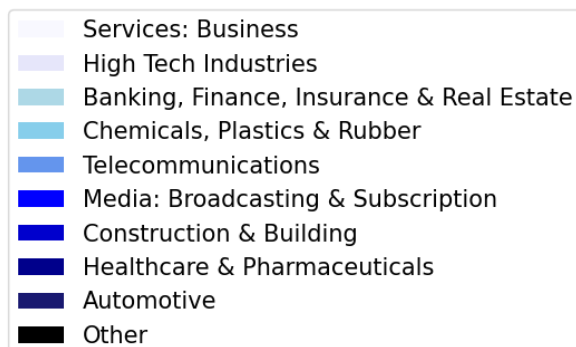 Services: Business
High Tech Industries
Banking, Finance, Insurance & Real Estate
Chemicals, Plastics & Rubber
Telecommunications
Media: Broadcasting & Subscription
Construction & Building
Healthcare & Pharmaceuticals
Automotive
Other